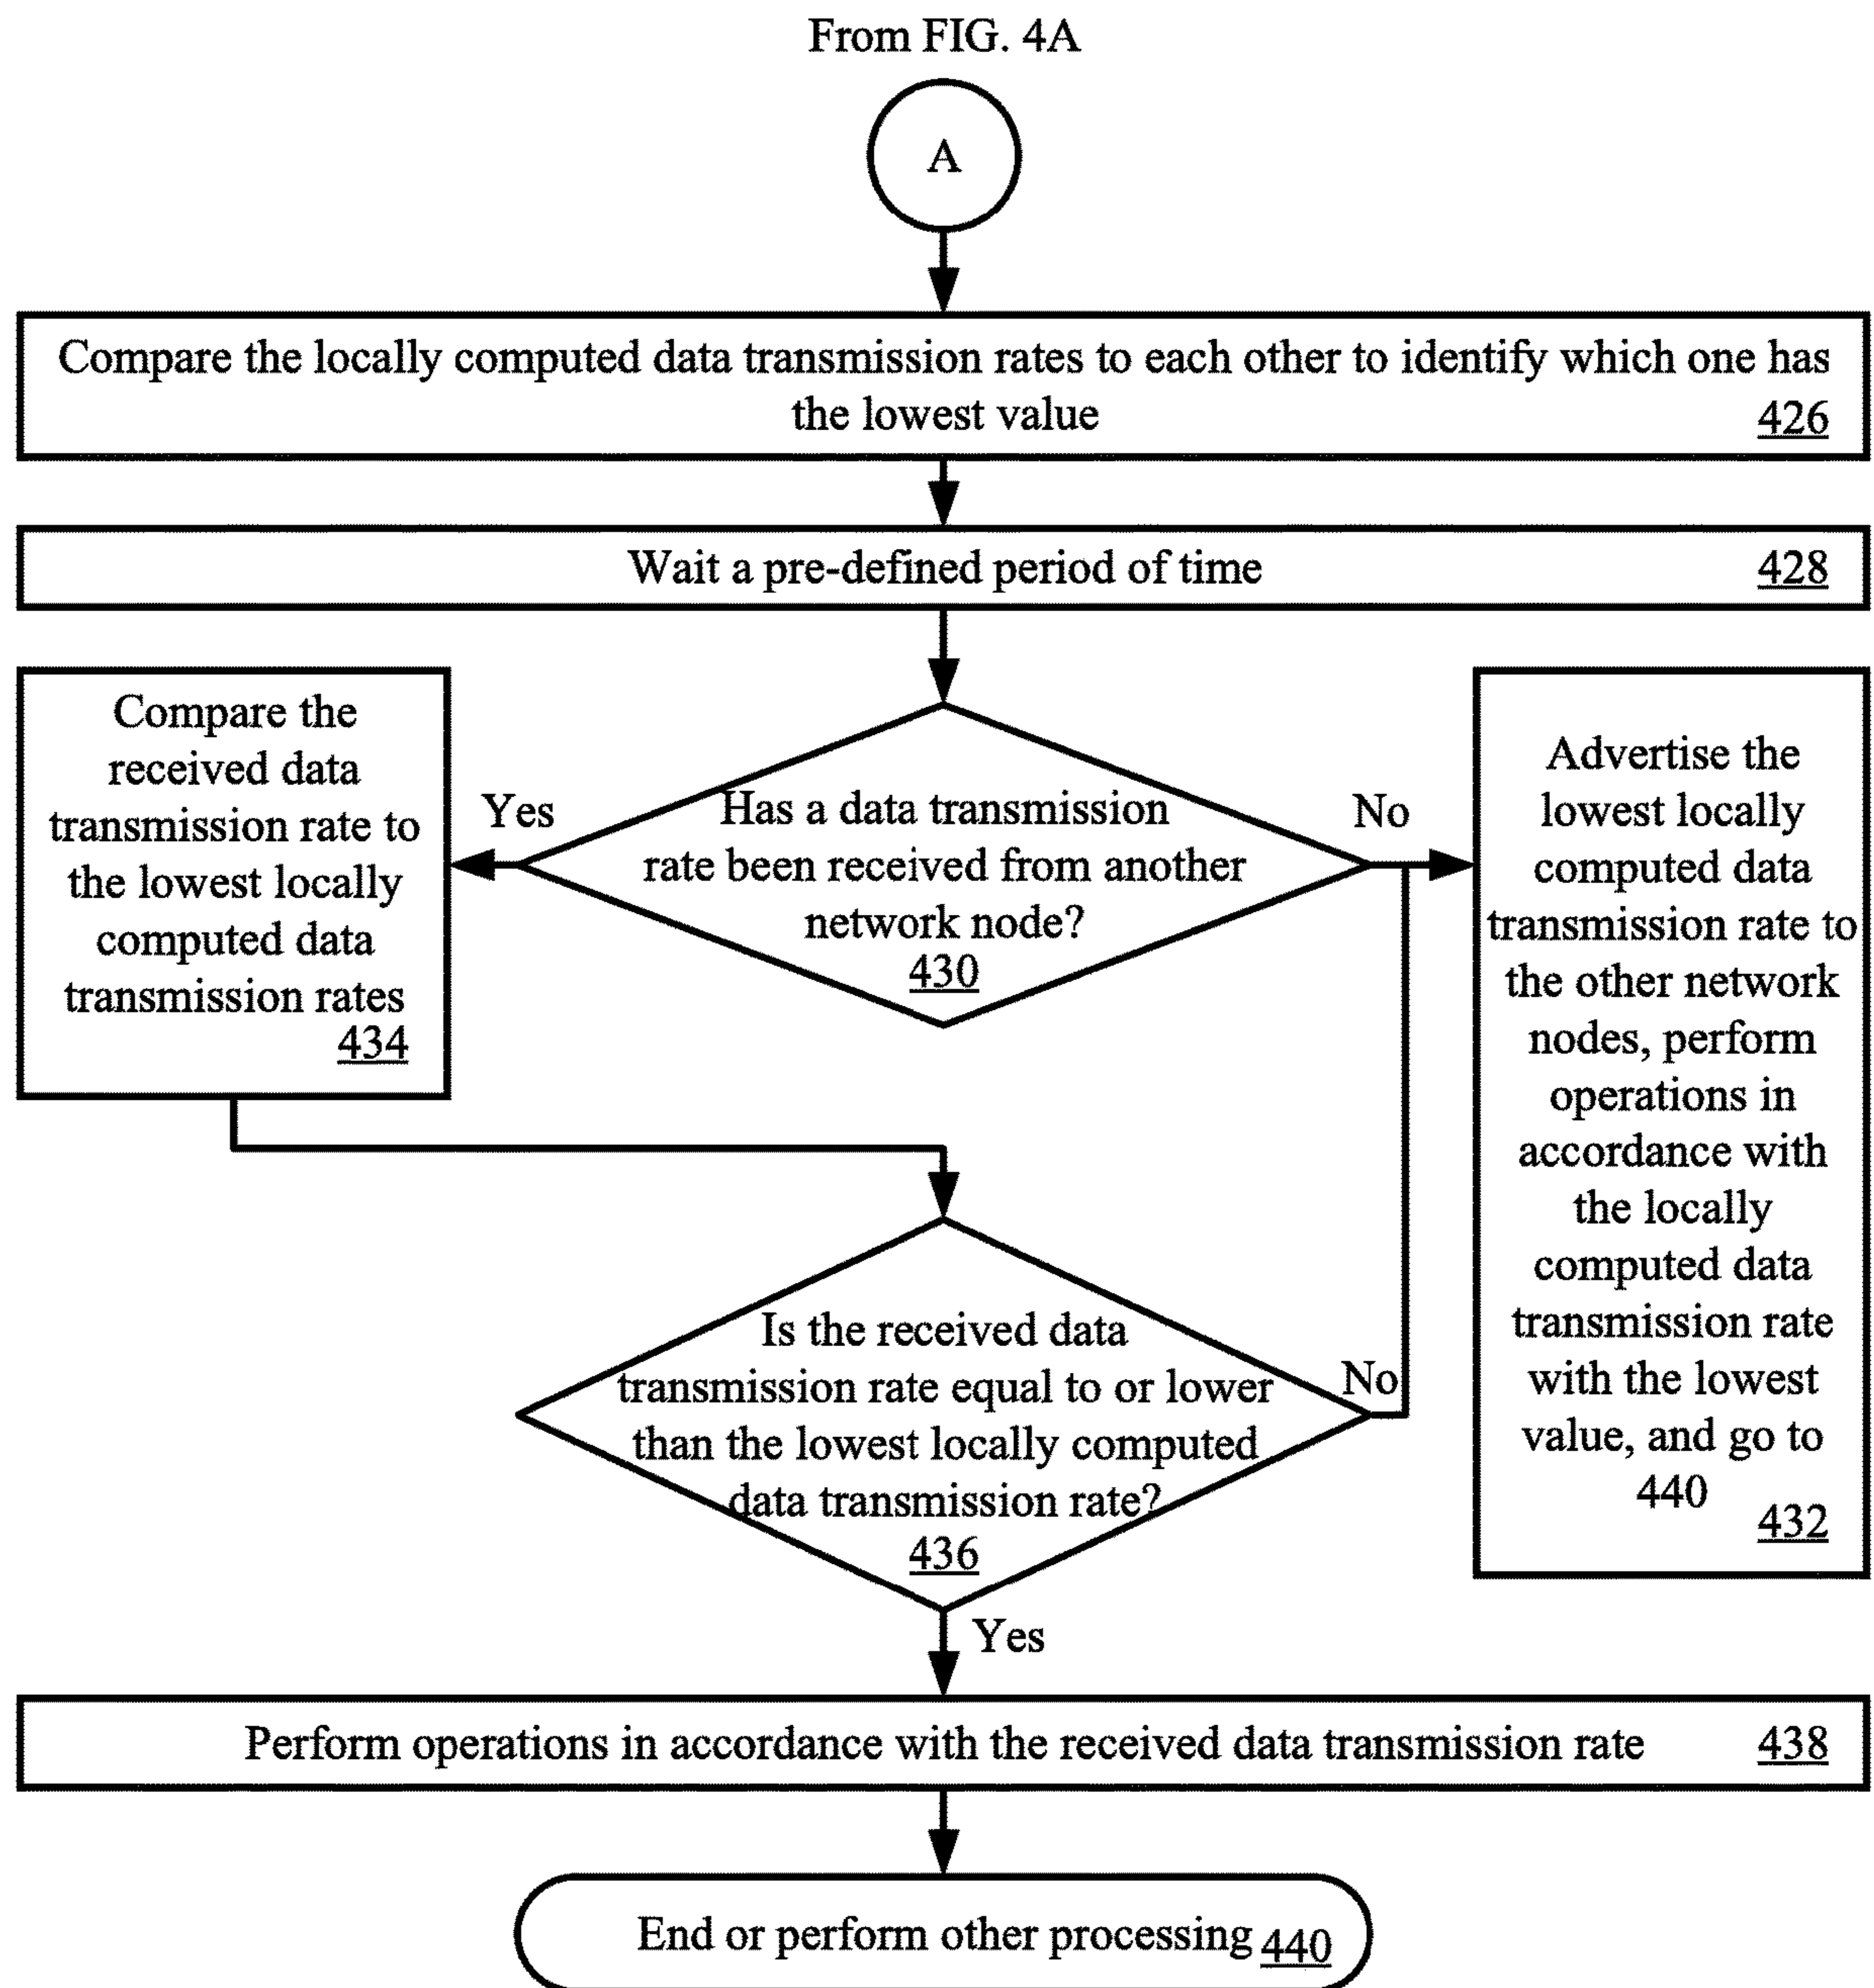 From FIG. 4A
A
Compare the locally computed data transmission rates to each other to identify which one has
the lowest value
426
Wait a pre-defined period of time
428
Compare the
received data
transmission rate to
the lowest locally
computed data
transmission rates
434
Yes
Has a data transmission
rate been received from another
network node?
430
No
Advertise the
lowest locally
computed data
transmission rate to
the other network
nodes, perform
operations in
accordance with
the locally
computed data
transmission rate
with the lowest
value, and go to
440
432
Is the received data
transmission rate equal to or lower
than the lowest locally computed
data transmission rate?
436
No
Yes
Perform operations in accordance with the received data transmission rate
438
End or perform other processing
440